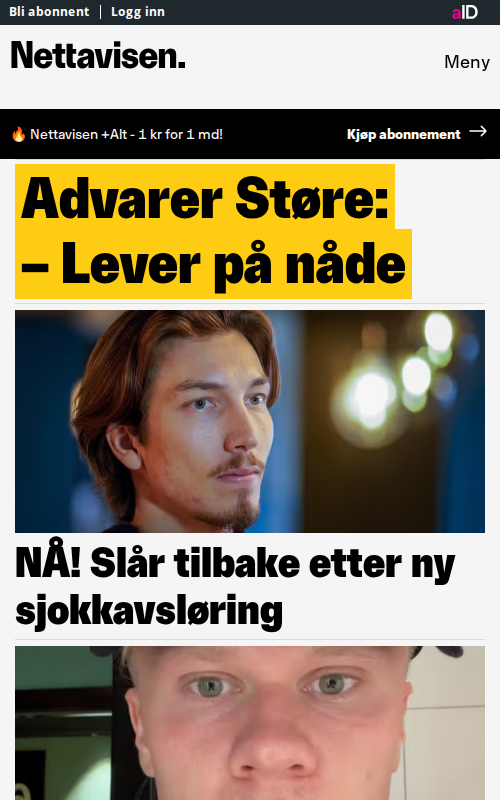 Bli abonnent | Logg inn
aID
Nettavisen.
Meny
🔥 Nettavisen +Alt - 1 kr for 1 md!
Kjøp abonnement →
Advarer Støre:
– Lever på nåde
NÅ! Slår tilbake etter ny
sjokkavsløring